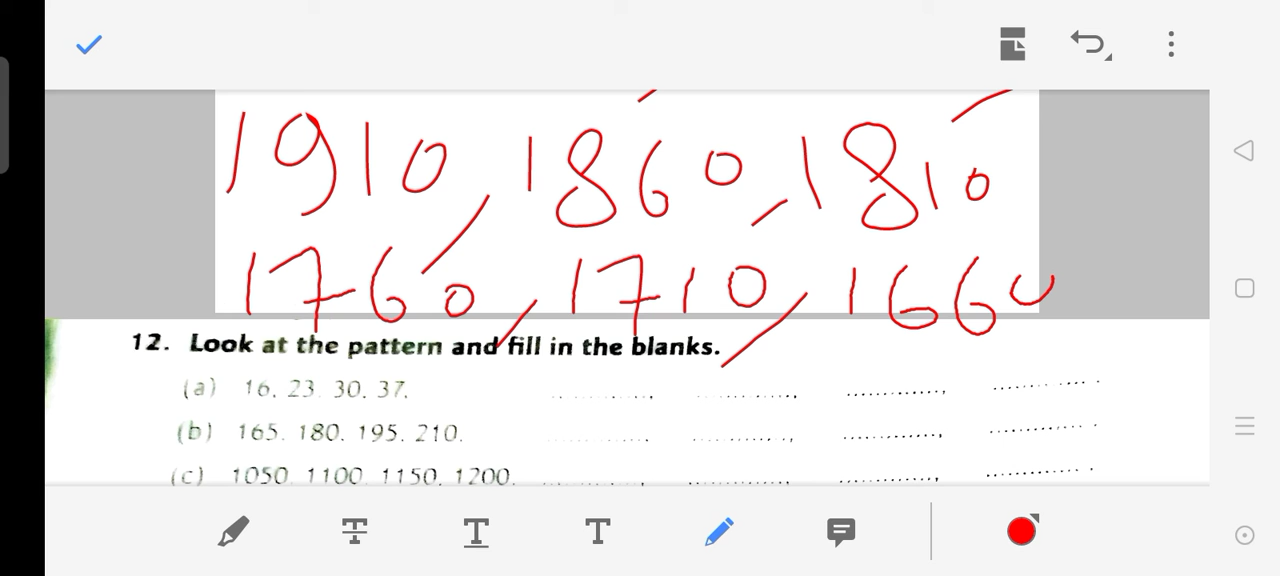 1910, 1860, 1810
1760, 1710, 1660
12. Look at the pattern and fill in the blanks.
(a) 16, 23, 30, 37, ............, ............, ............, ............
(b) 165, 180, 195, 210, ............, ............, ............, ............
(c) 1050, 1100, 1150, 1200, ............, ............, ............, ............
T T T